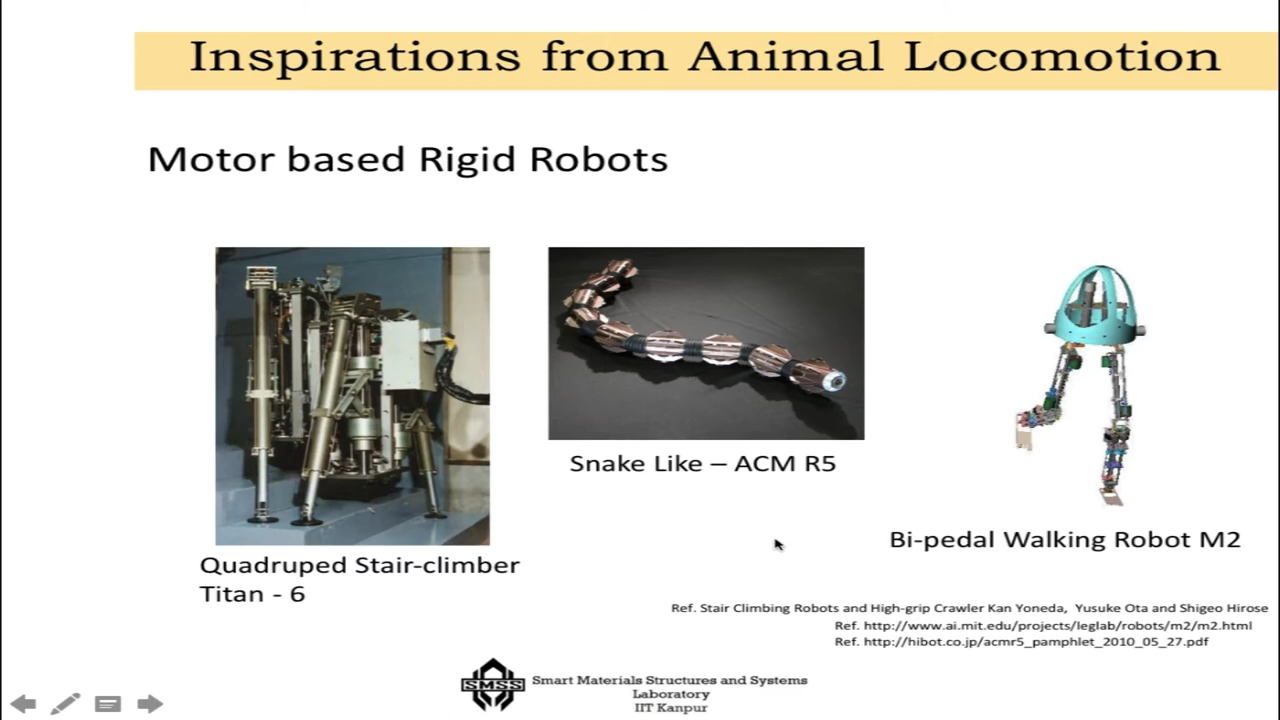 Inspirations from Animal Locomotion
Motor based Rigid Robots
Snake Like – ACM R5
Bi-pedal Walking Robot M2
Quadruped Stair-climber
Titan - 6
Ref. Stair Climbing Robots and High-grip Crawler Kan Yoneda, Yusuke Ota and Shigeo Hirose
Ref. http://www.ai.mit.edu/projects/leglab/robots/m2/m2.html
Ref. http://hibot.co.jp/acmr5_pamphlet_2010_05_27.pdf
SMSS
Smart Materials Structures and Systems
Laboratory
IIT Kanpur